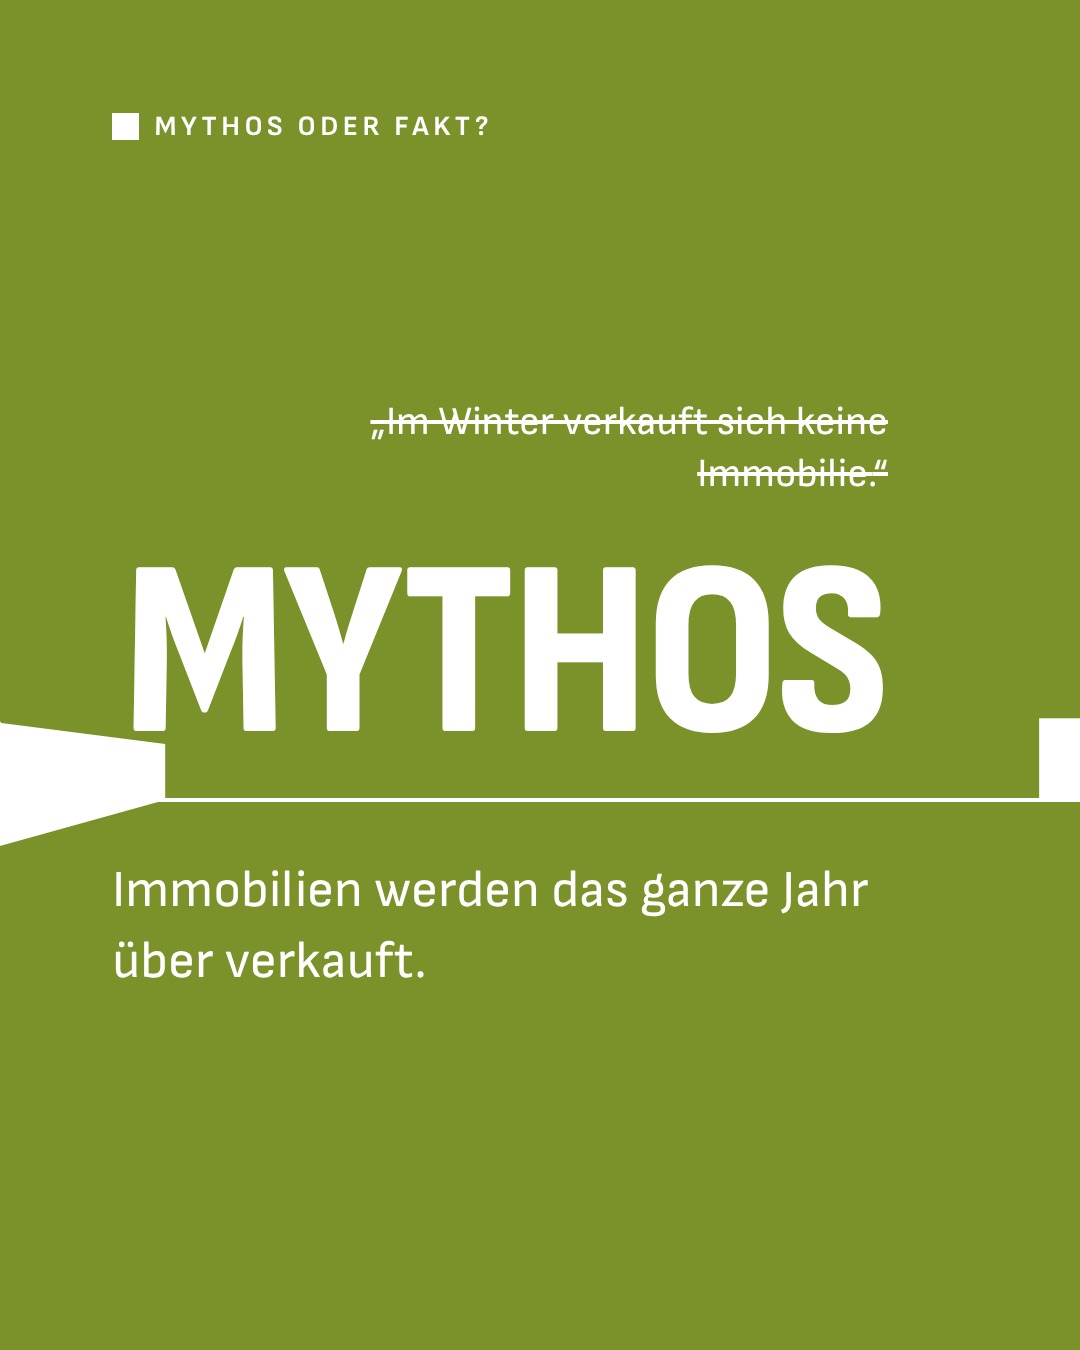 MYTHOS ODER FAKT?
„Im Winter verkauft sich keine
Immobilie.“
MYTHOS
Immobilien werden das ganze Jahr
über verkauft.